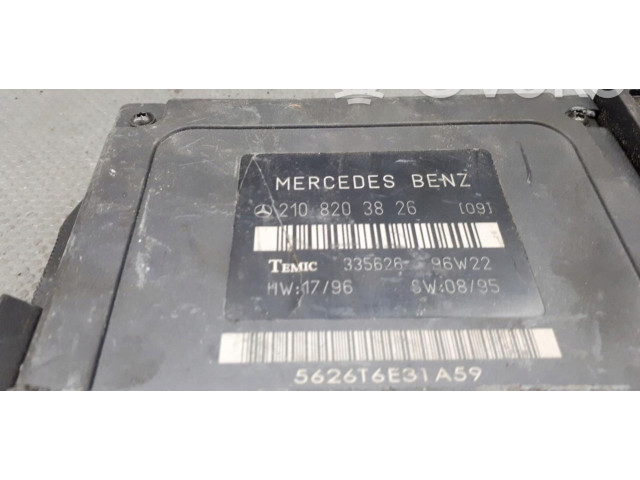 MERCEDES BENZ
210 820 38 26 [09]
TEMIC 335626 96W22
HW:17/96 SW:08/95
5626T6E31A59